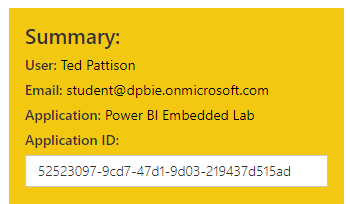 Summary:
User: Ted Pattison
Email: student@dpbie.onmicrosoft.com
Application: Power BI Embedded Lab
Application ID:
52523097-9cd7-47d1-9d03-219437d515ad